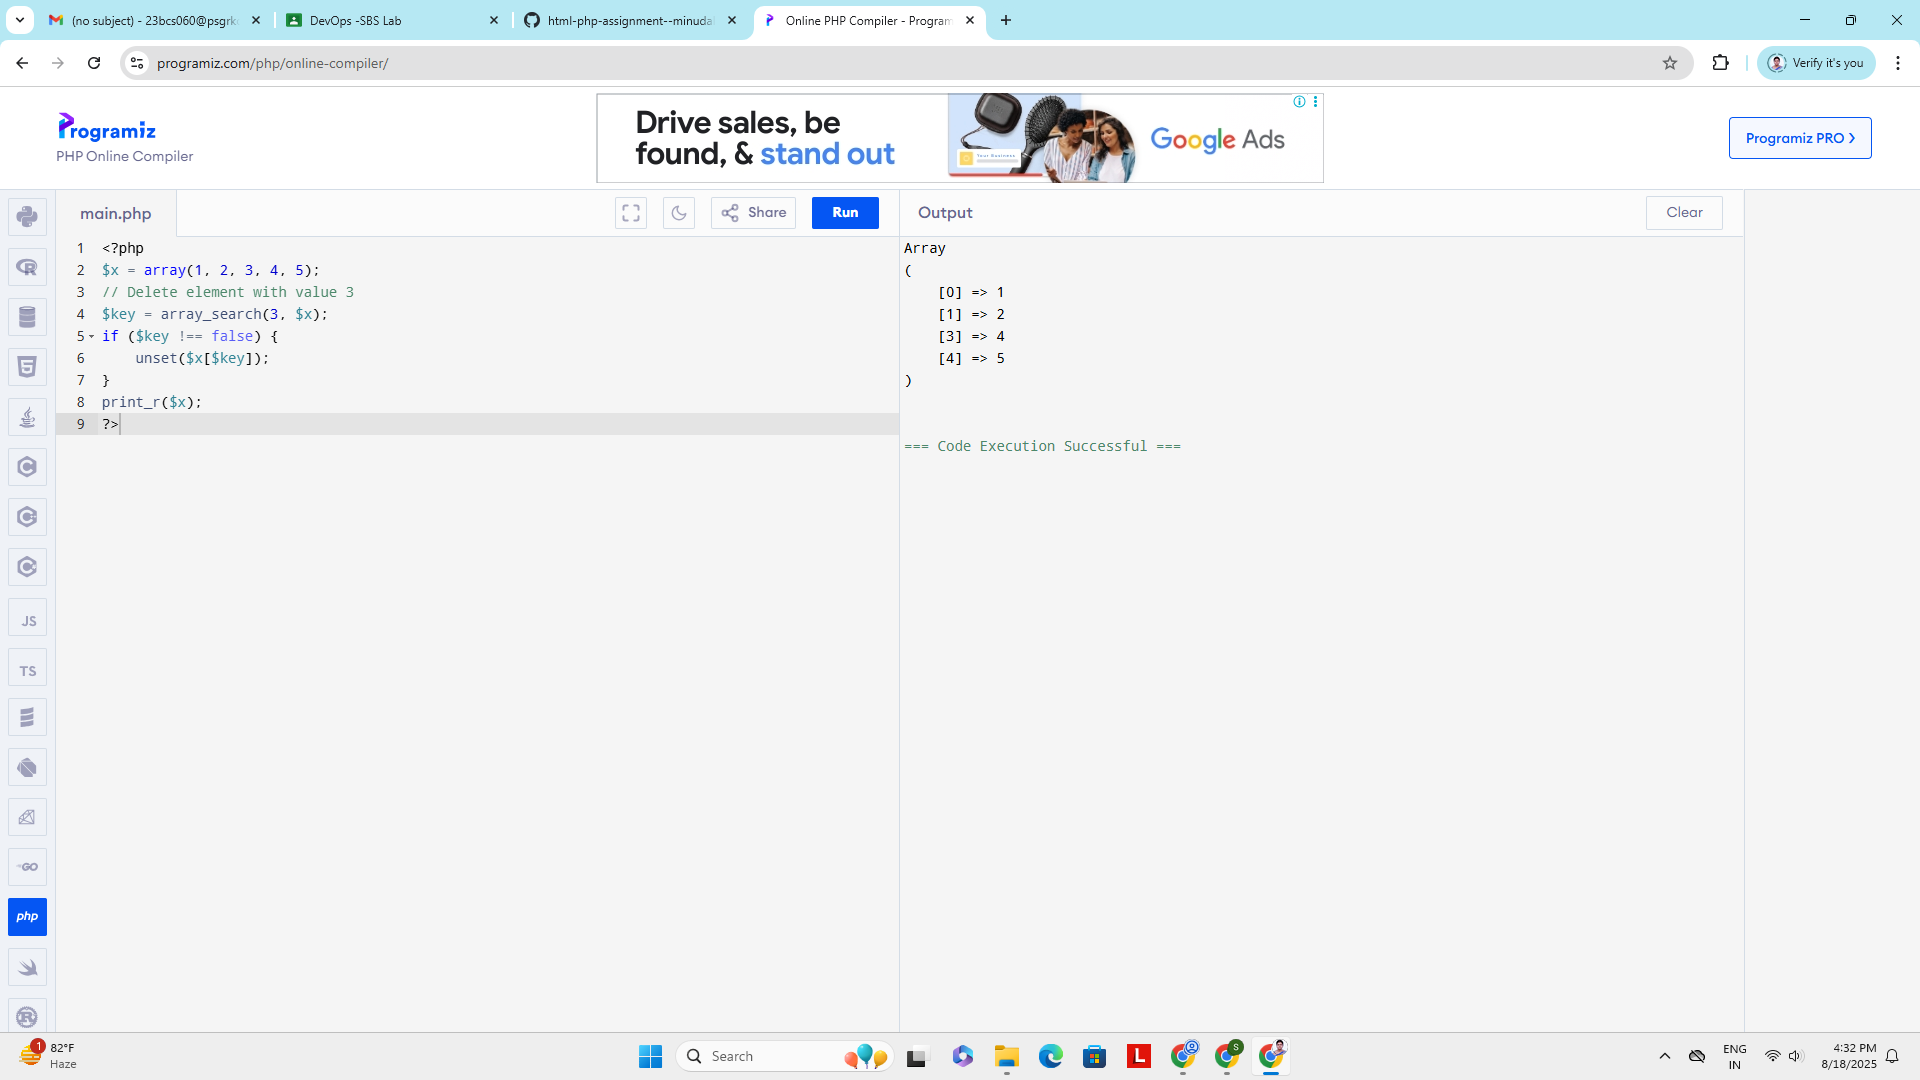 (no subject) - 23bcs060@psgrk
DevOps -SBS Lab
html-php-assignment--minuda
Online PHP Compiler - Program
programiz.com/php/online-compiler/
Verify it's you
Programiz
PHP Online Compiler
Drive sales, be
found, & stand out
Your Business
Google Ads
Programiz PRO >
main.php
Share
Run
Output
Clear
1 <?php
2 $x = array(1, 2, 3, 4, 5);
3 // Delete element with value 3
4 $key = array_search(3, $x);
5 if ($key !== false) {
6     unset($x[$key]);
7 }
8 print_r($x);
9 ?>
Array
(
    [0] => 1
    [1] => 2
    [3] => 4
    [4] => 5
)
=== Code Execution Successful ===
JS
TS
GO
php
1
82°F
Haze
Search
L
S
ENG
IN
4:32 PM
8/18/2025